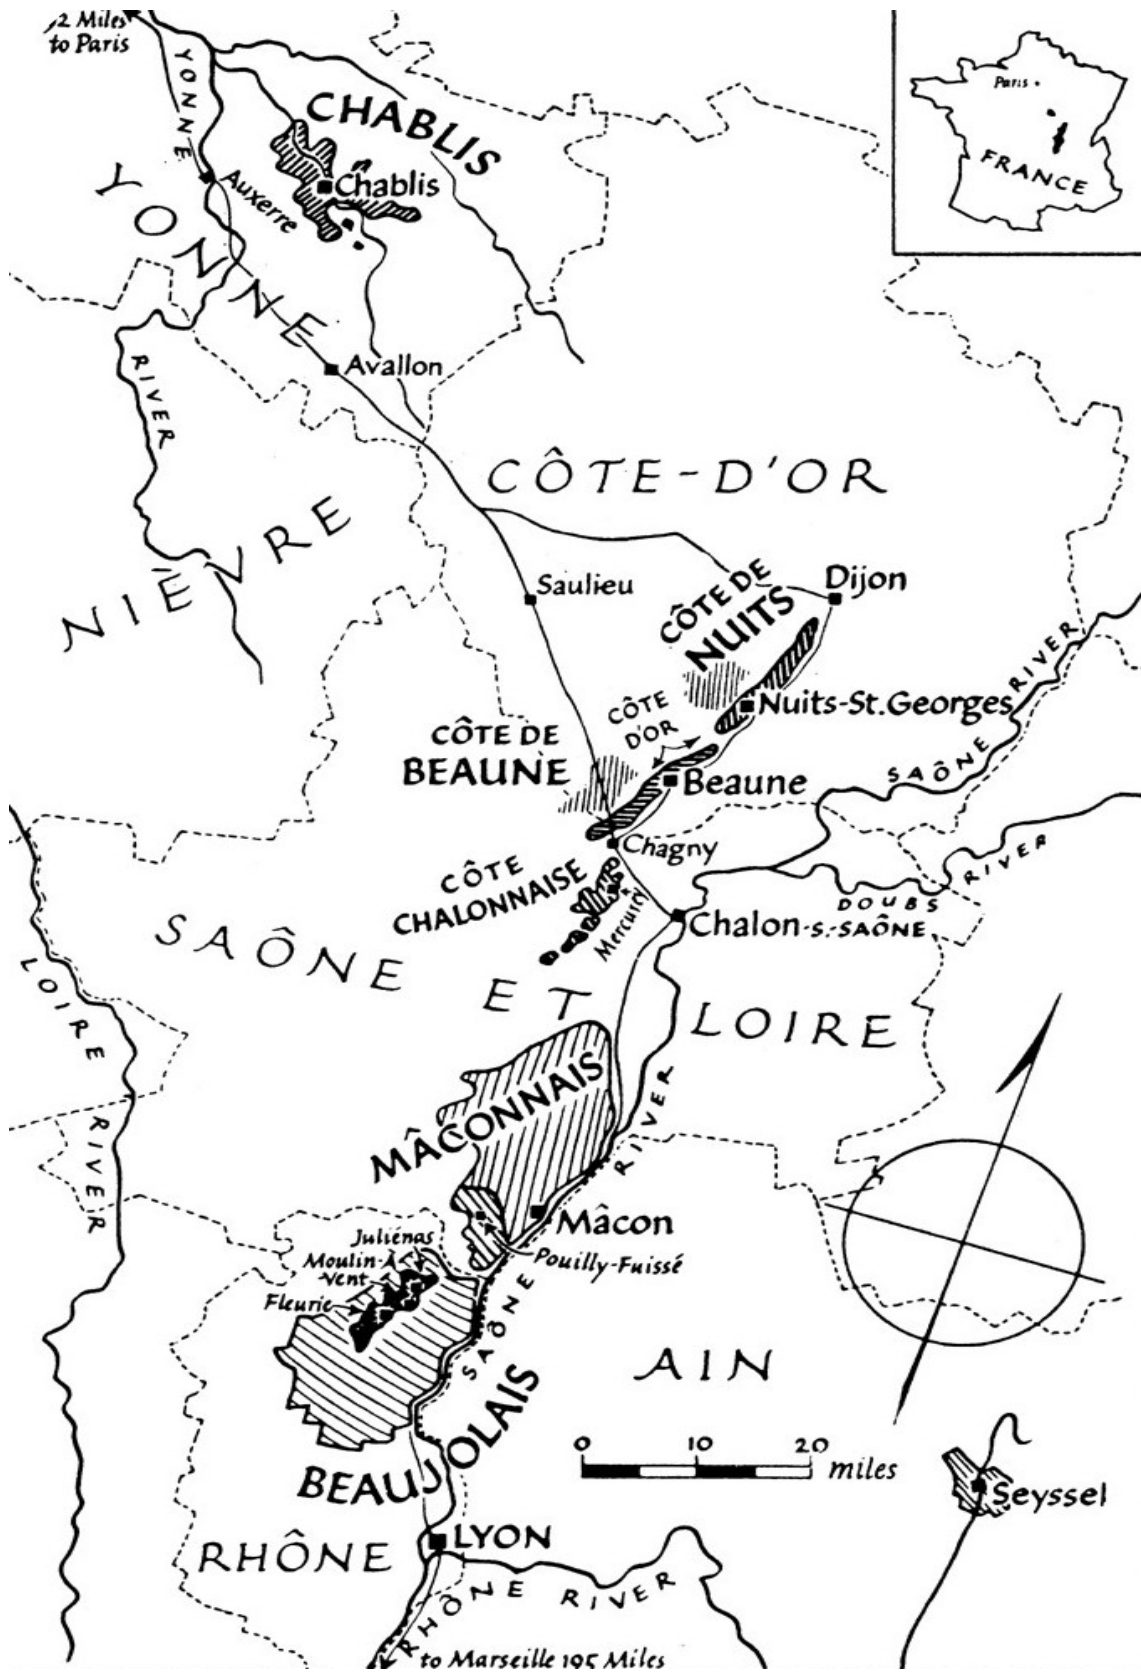 2 Miles
to Paris
YONNE
CHABLIS
Chablis
Auxerre
YONNE
Avallon
RIVER
Paris
FRANCE
CÔTE-D'OR
NIÈVRE
Saulieu
CÔTE DE
NUITS
Dijon
Nuits-St.Georges
CÔTE
D'OR
SAÔNE RIVER
CÔTE DE
BEAUNE
Beaune
Chagny
CÔTE
CHALONNAISE
Mercurey
DOUBS RIVER
Chalon-s.-SAÔNE
SAÔNE ET LOIRE
LOIRE RIVER
MÂCONNAIS
Mâcon
Pouilly-Fuissé
SAÔNE RIVER
Juliénas
Moulin-À-
Vent
Fleurie
BEAUJOLAIS
AIN
0 10 20
miles
Seyssel
RHÔNE
LYON
RHÔNE RIVER
to Marseille 195 Miles